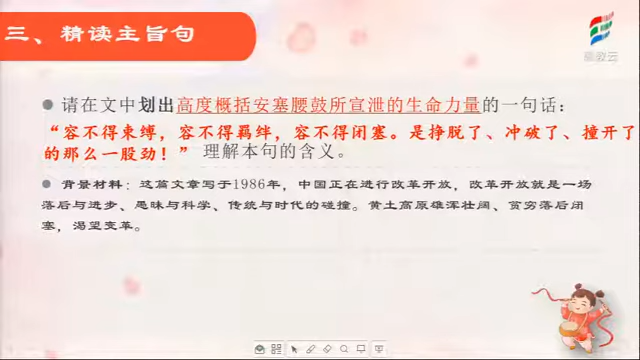 三、精读主旨句
● 请在文中划出高度概括安塞腰鼓所宣泄的生命力量的一句话：
“容不得束缚，容不得羁绊，容不得闭塞。是挣脱了、冲破了、撞开了
的那么一股劲！” 理解本句的含义。
● 背景材料：这篇文章写于1986年，中国正在进行改革开放，改革开放就是一场
落后与进步、愚昧与科学、传统与时代的碰撞。黄土高原雄浑壮阔、贫穷落后闭
塞，渴望变革。